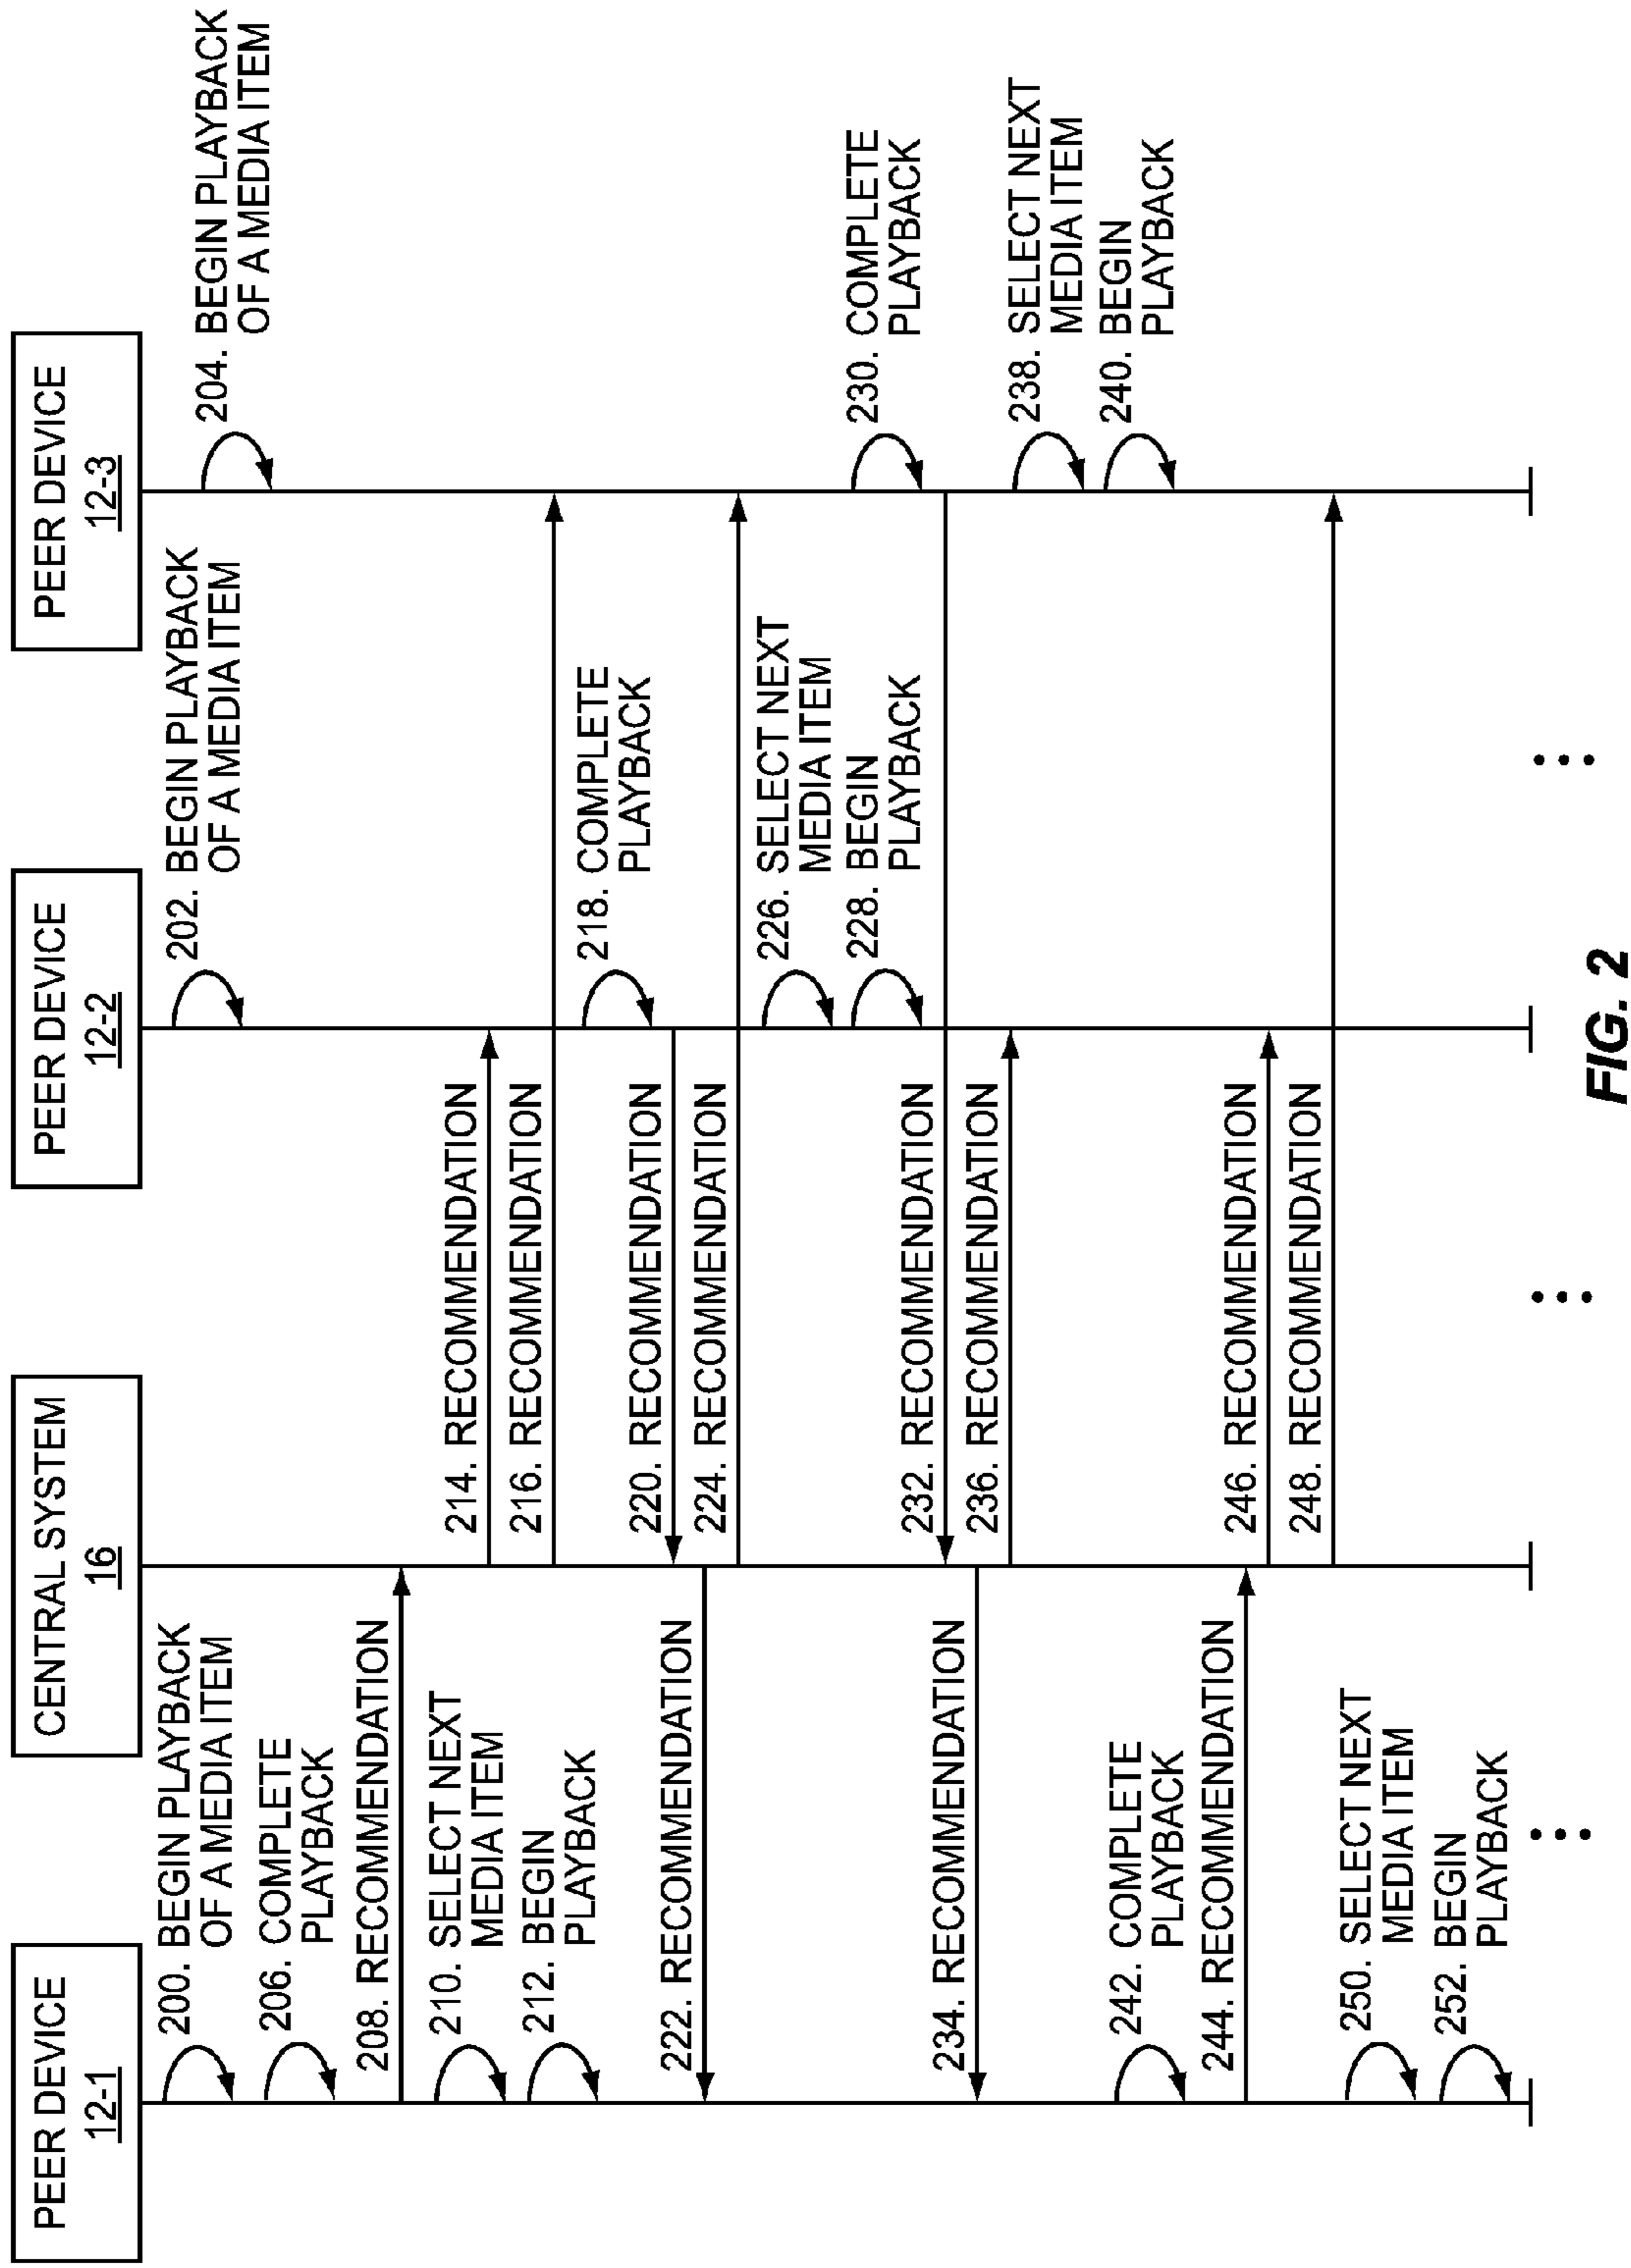 PEER DEVICE
12-1
CENTRAL SYSTEM
16
PEER DEVICE
12-2
PEER DEVICE
12-3
200. BEGIN PLAYBACK
OF A MEDIA ITEM
202. BEGIN PLAYBACK
OF A MEDIA ITEM
204. BEGIN PLAYBACK
OF A MEDIA ITEM
206. COMPLETE
PLAYBACK
208. RECOMMENDATION
210. SELECT NEXT
MEDIA ITEM
212. BEGIN
PLAYBACK
214. RECOMMENDATION
216. RECOMMENDATION
218. COMPLETE
PLAYBACK
220. RECOMMENDATION
222. RECOMMENDATION
224. RECOMMENDATION
226. SELECT NEXT
MEDIA ITEM
228. BEGIN
PLAYBACK
230. COMPLETE
PLAYBACK
232. RECOMMENDATION
234. RECOMMENDATION
236. RECOMMENDATION
238. SELECT NEXT
MEDIA ITEM
240. BEGIN
PLAYBACK
242. COMPLETE
PLAYBACK
244. RECOMMENDATION
246. RECOMMENDATION
248. RECOMMENDATION
250. SELECT NEXT
MEDIA ITEM
252. BEGIN
PLAYBACK
FIG. 2